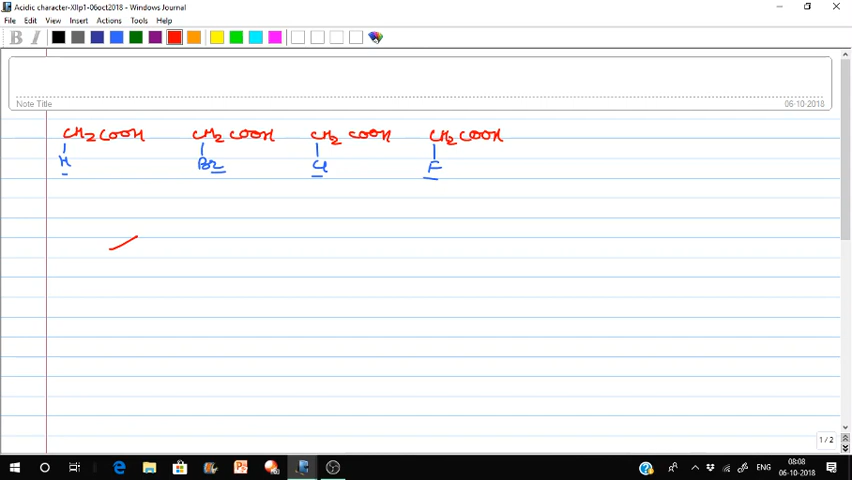 Acidic character-XIIp1-06oct2018 - Windows Journal
File Edit View Insert Actions Tools Help
B I
Note Title 06-10-2018
CH2COOH CH2COOH CH2COOH CH2COOH
H Br Cl F
1 / 2
ENG 08:08
06-10-2018